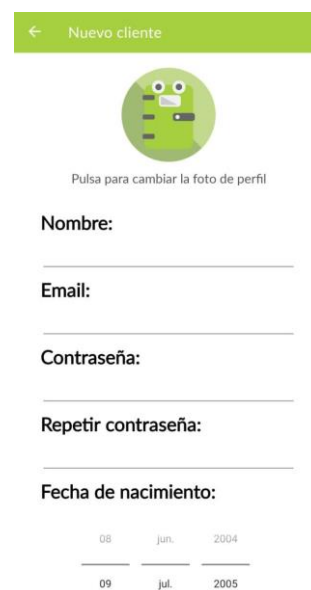 Nuevo cliente
Pulsa para cambiar la foto de perfil
Nombre:
Email:
Contraseña:
Repetir contraseña:
Fecha de nacimiento:
08 jun. 2004
09 jul. 2005